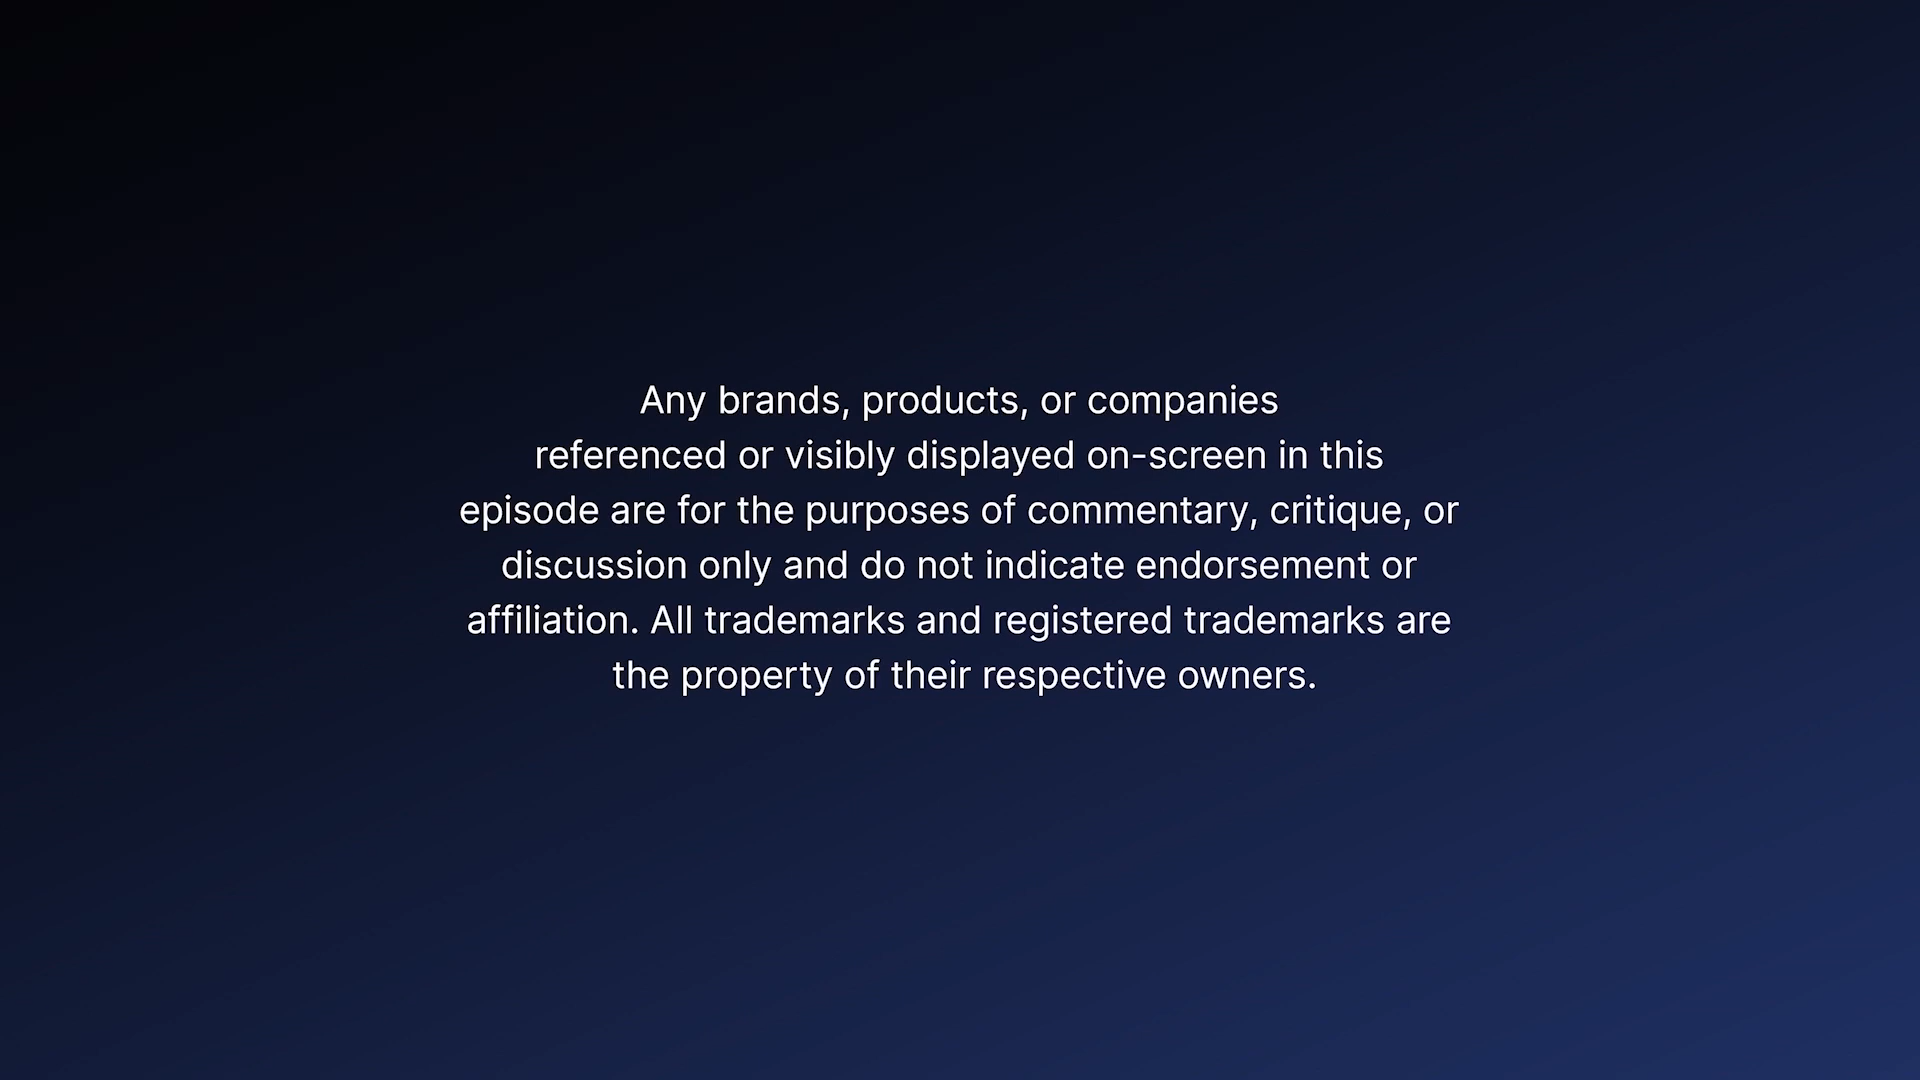 Any brands, products, or companies
referenced or visibly displayed on-screen in this
episode are for the purposes of commentary, critique, or
discussion only and do not indicate endorsement or
affiliation. All trademarks and registered trademarks are
the property of their respective owners.